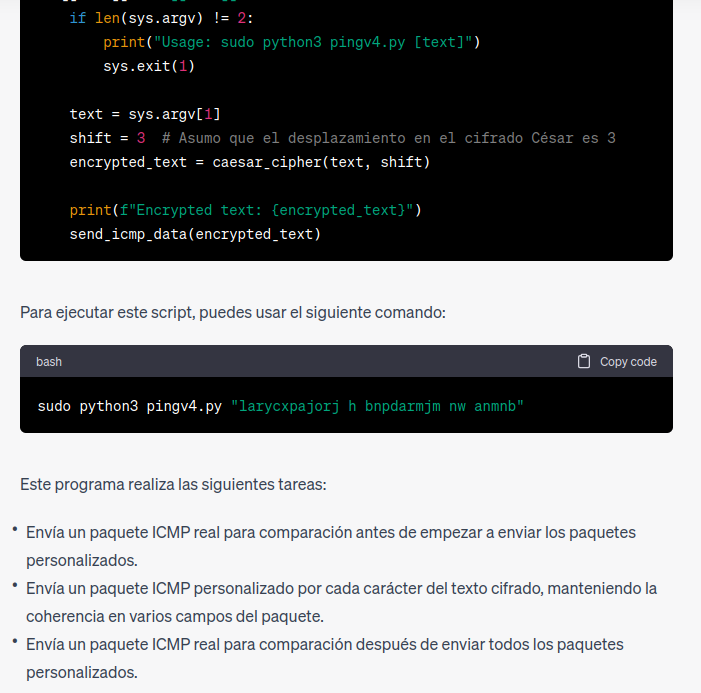 if len(sys.argv) != 2:
print("Usage: sudo python3 pingv4.py [text]")
sys.exit(1)
text = sys.argv[1]
shift = 3  # Asumo que el desplazamiento en el cifrado César es 3
encrypted_text = caesar_cipher(text, shift)
print(f"Encrypted text: {encrypted_text}")
send_icmp_data(encrypted_text)
Para ejecutar este script, puedes usar el siguiente comando:
bash Copy code
sudo python3 pingv4.py "larycxpajorj h bnpdarmjm nw anmnb"
Este programa realiza las siguientes tareas:
• Envía un paquete ICMP real para comparación antes de empezar a enviar los paquetes
personalizados.
• Envía un paquete ICMP personalizado por cada carácter del texto cifrado, manteniendo la
coherencia en varios campos del paquete.
• Envía un paquete ICMP real para comparación después de enviar todos los paquetes
personalizados.